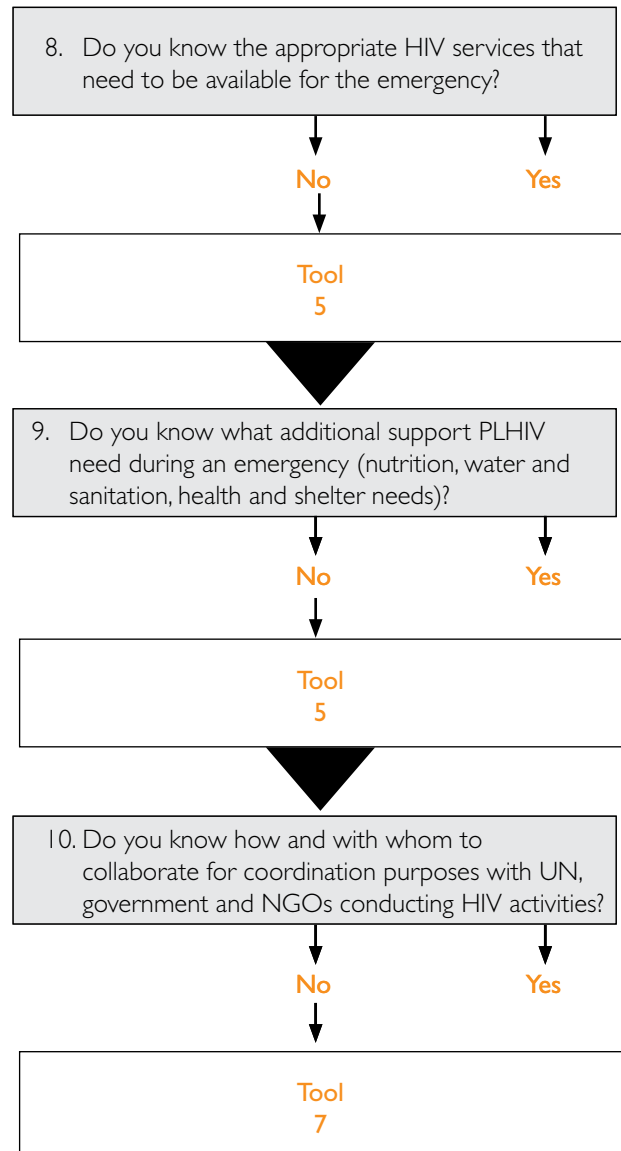 8. Do you know the appropriate HIV services that
need to be available for the emergency?
No Yes
Tool
5
9. Do you know what additional support PLHIV
need during an emergency (nutrition, water and
sanitation, health and shelter needs)?
No Yes
Tool
5
10. Do you know how and with whom to
collaborate for coordination purposes with UN,
government and NGOs conducting HIV activities?
No Yes
Tool
7